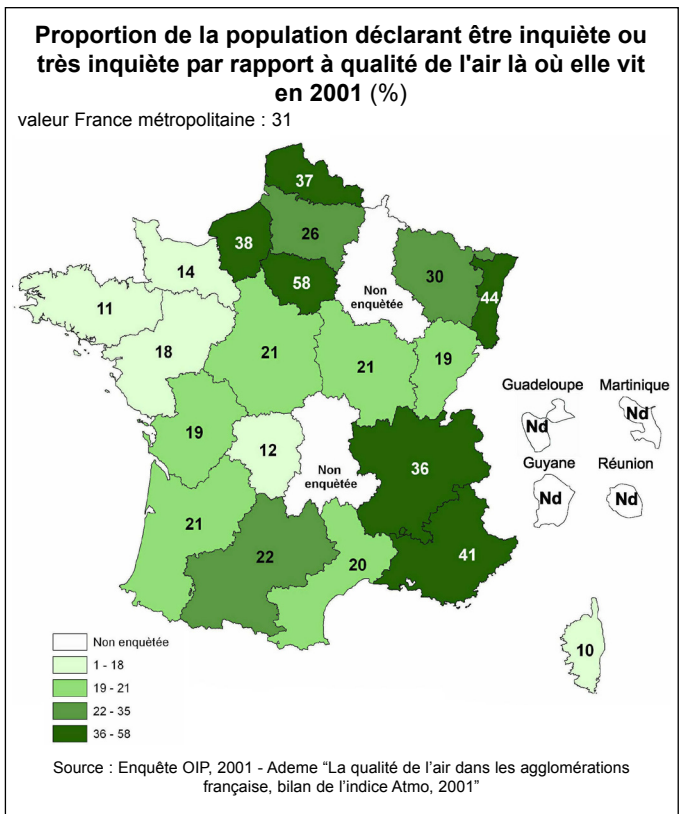 Proportion de la population déclarant être inquiète ou
très inquiète par rapport à qualité de l'air là où elle vit
en 2001 (%)
valeur France métropolitaine : 31
37
26
38
58
Non
enquètée
30
44
14
11
18
21
21
19
19
12
Non
enquètée
36
21
22
20
41
10
Guadeloupe
Martinique
Nd
Nd
Guyane
Réunion
Nd
Nd
Non enquètée
1 - 18
19 - 21
22 - 35
36 - 58
Source : Enquête OIP, 2001 - Ademe “La qualité de l’air dans les agglomérations
française, bilan de l’indice Atmo, 2001”